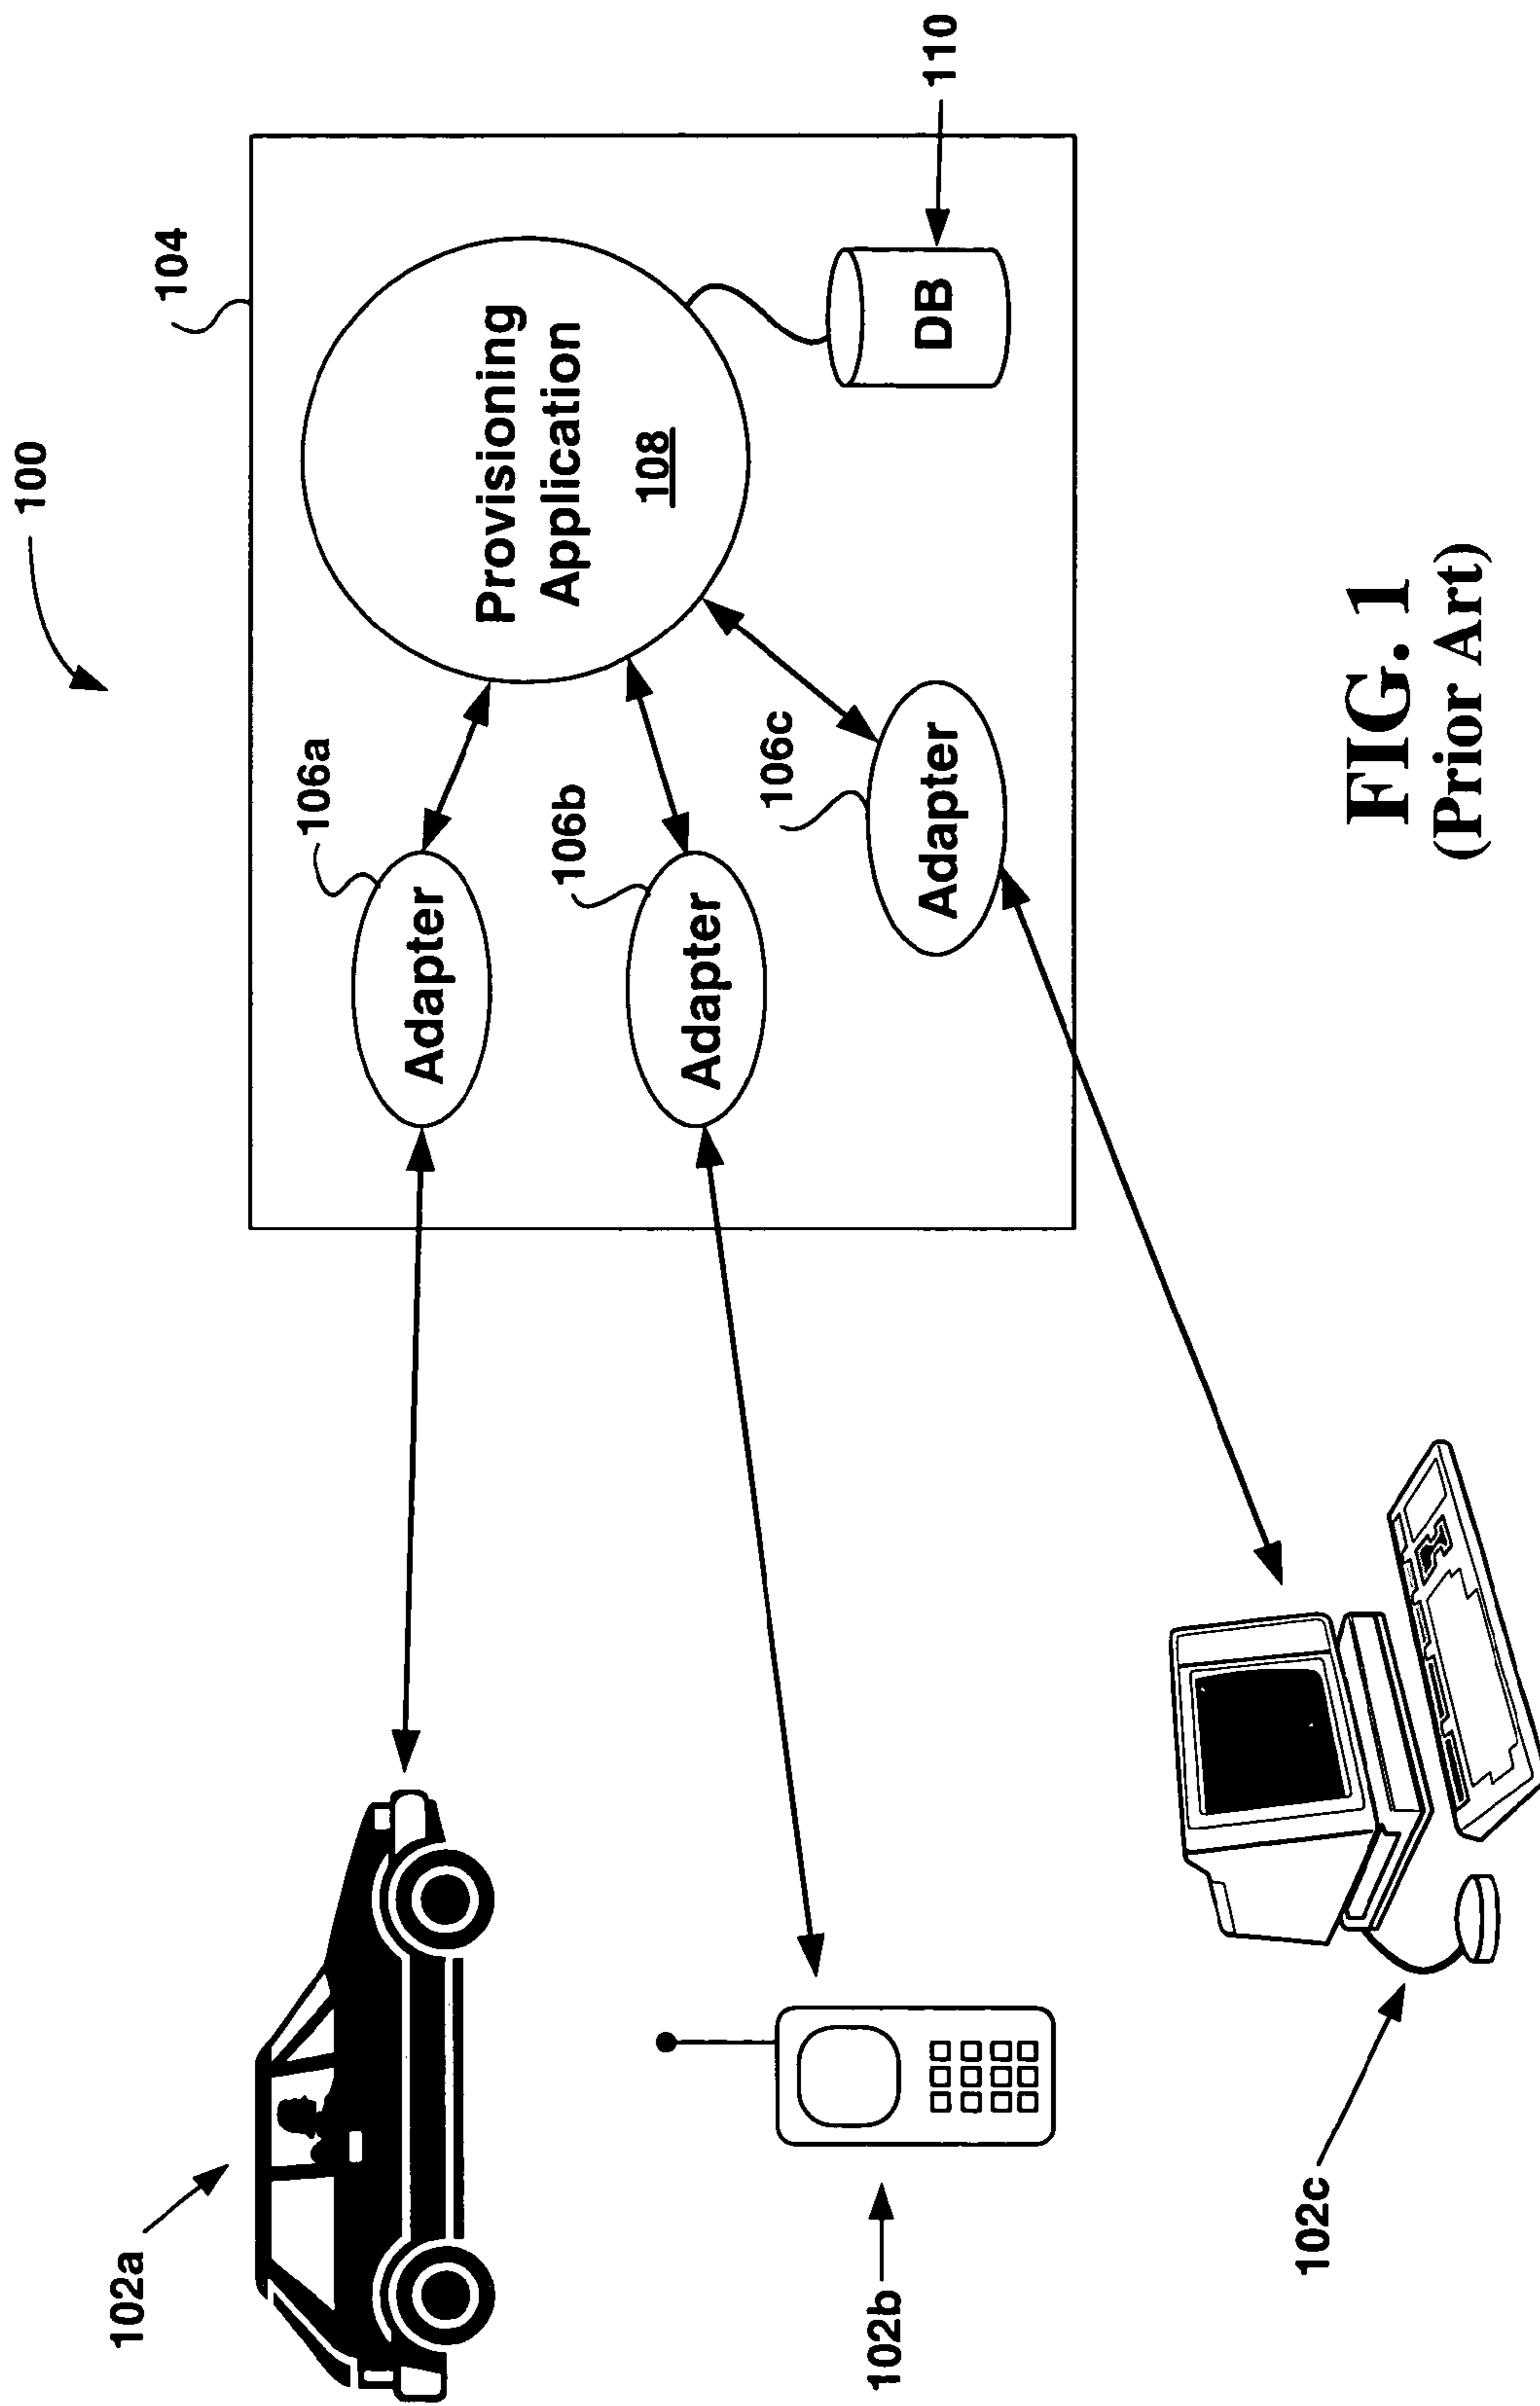 100
104
102a
106a
Adapter
Provisioning
Application
108
106b
Adapter
102b
106c
Adapter
DB
110
102c
FIG. 1
(Prior Art)